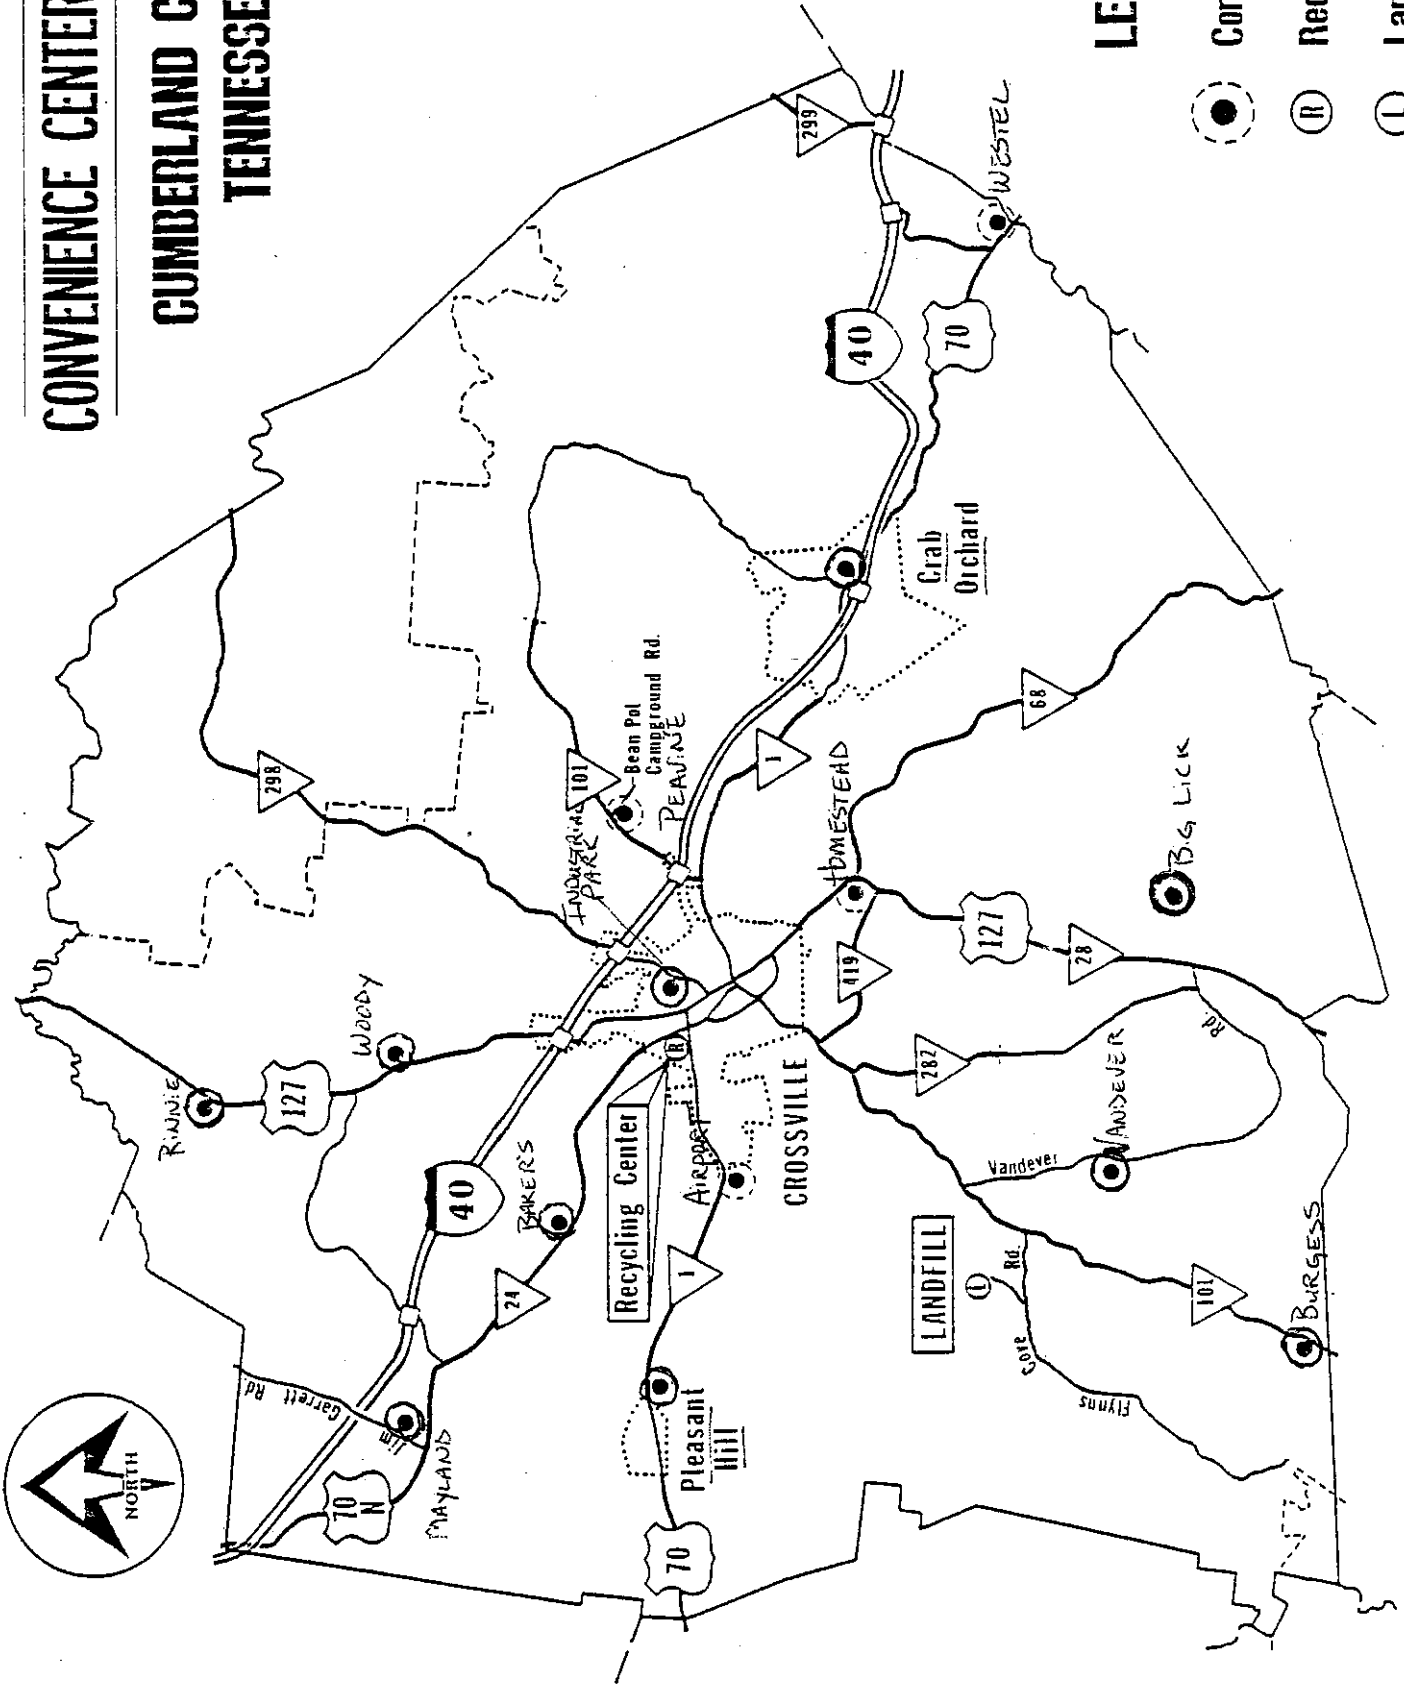 CONVENIENCE CENTER
CUMBERLAND C
TENNESSE
LE
Con
R
Rec
L
Lan
NORTH
RINNIE
127
WOODY
298
299
WESTEL
40
70
Crab
Orchard
101
Bean Pot
Campground Rd.
PEAVINE
INDUSTRIAL
PARK
1
HOMESTEAD
68
127
28
BIG LICK
419
282
Rd.
VANDEVER
Vandever
CROSSVILLE
AIRPORT
R
Recycling Center
BAKER'S
40
24
Jim
Garrett Rd.
MAYLAND
70
N
1
Pleasant
Hill
70
LANDFILL
L
Flynns
Cove
Rd.
101
BURGESS